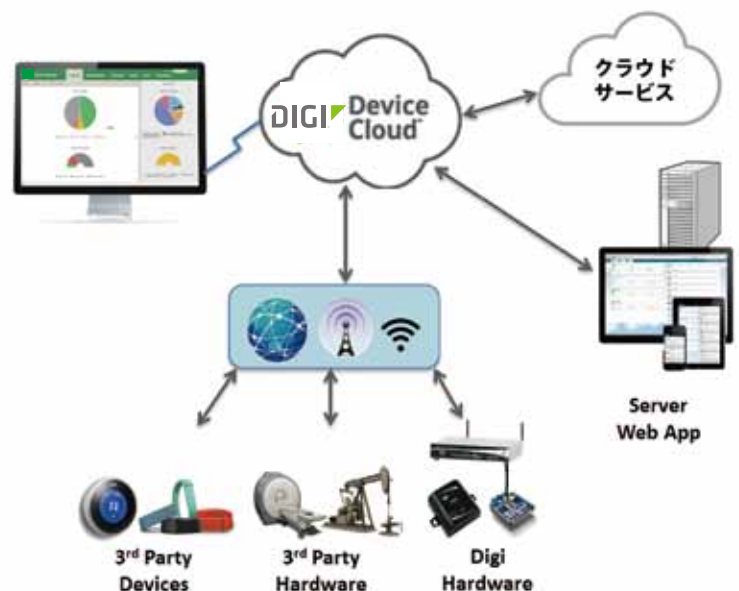 DIGI Device
Cloud
クラウド
サービス
Server
Web App
3rd Party
Devices
3rd Party
Hardware
Digi
Hardware